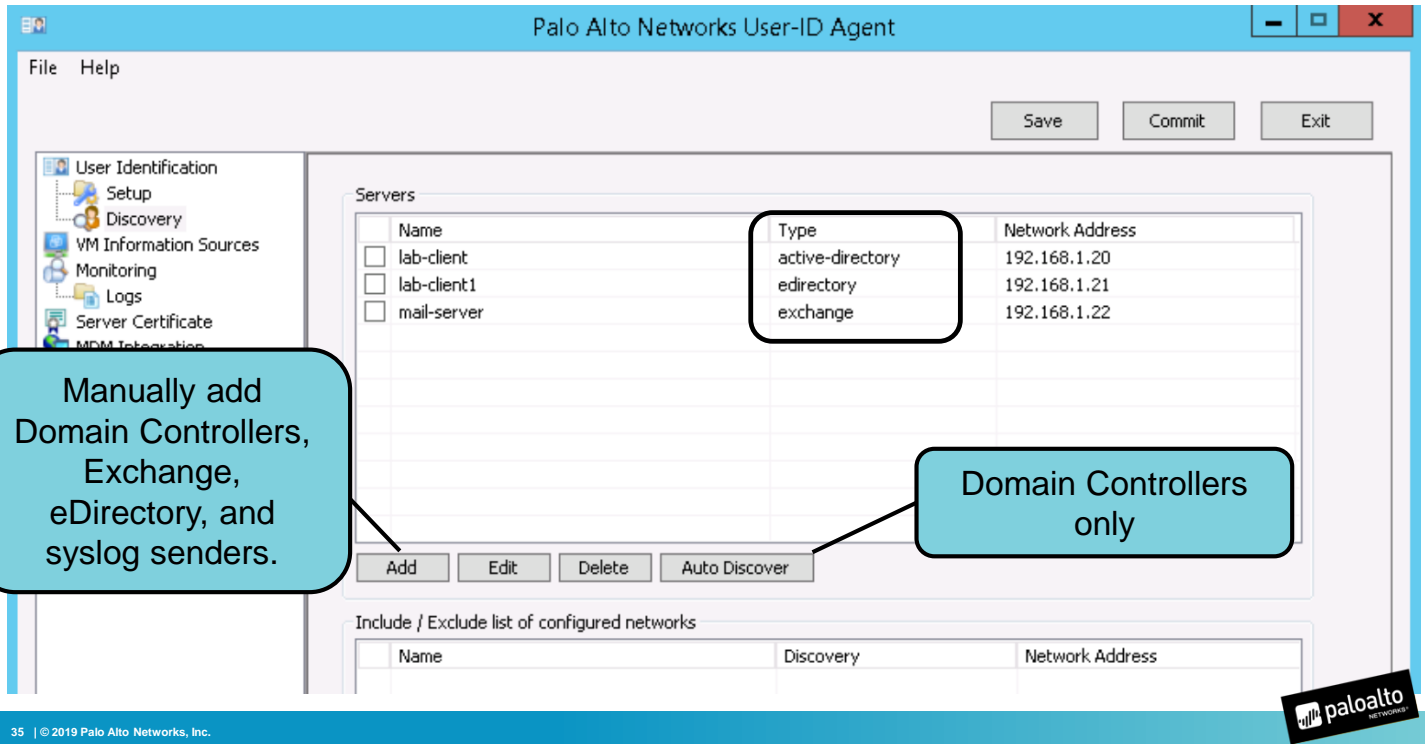 Palo Alto Networks User-ID Agent
File Help
Save Commit Exit
User Identification
Setup
Discovery
VM Information Sources
Monitoring
Logs
Server Certificate
MDM Integration
Servers
Name Type Network Address
lab-client active-directory 192.168.1.20
lab-client1 edirectory 192.168.1.21
mail-server exchange 192.168.1.22
Manually add
Domain Controllers,
Exchange,
eDirectory, and
syslog senders.
Domain Controllers
only
Add Edit Delete Auto Discover
Include / Exclude list of configured networks
Name Discovery Network Address
35 | © 2019 Palo Alto Networks, Inc.
paloalto
NETWORKS